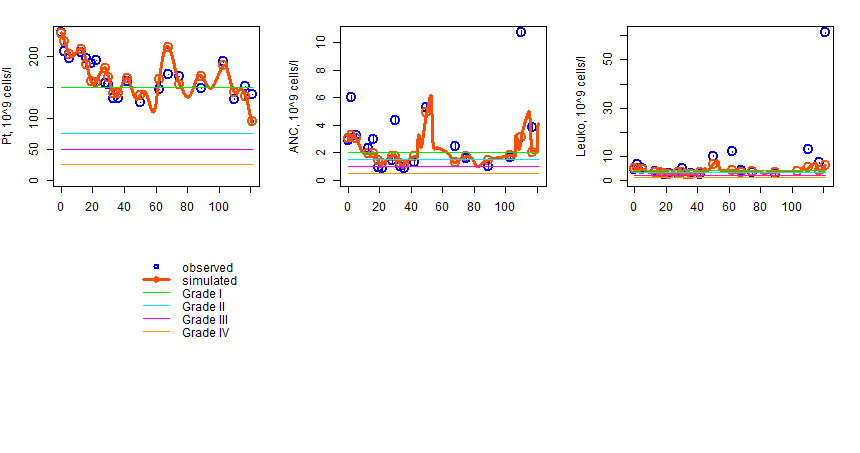 Pt, 10^9 cells/l
0 50 100 200
0 20 40 60 80 100
ANC, 10^9 cells/l
0 2 4 6 8 10
0 20 40 60 80 100
Leuko, 10^9 cells/l
0 10 30 50
0 20 40 60 80 100
observed
simulated
Grade I
Grade II
Grade III
Grade IV